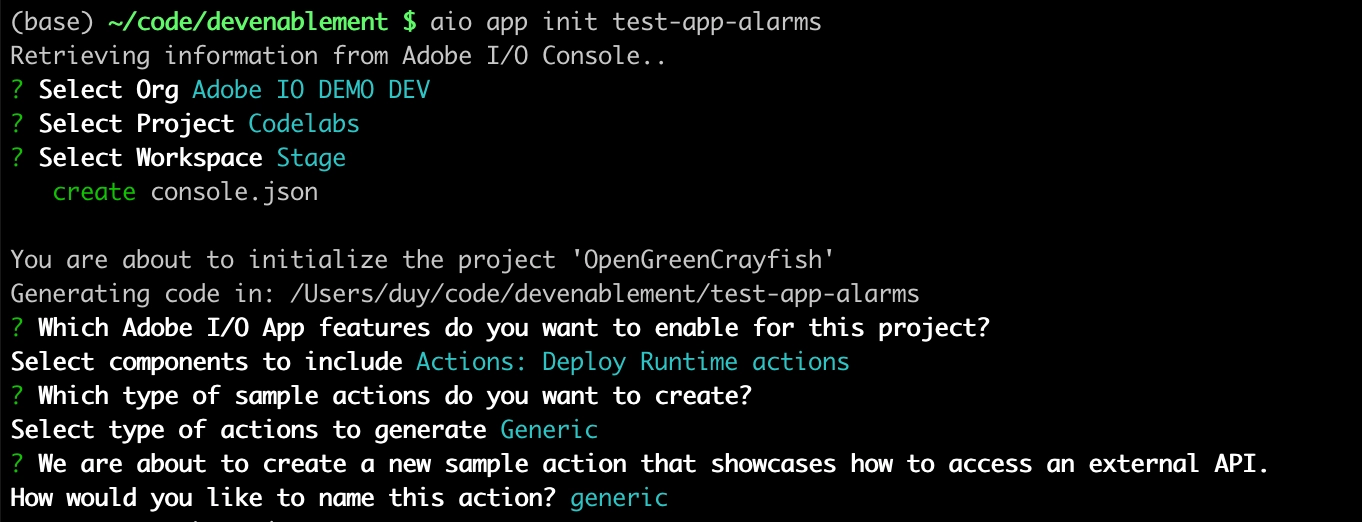 (base) ~/code/devenablement $ aio app init test-app-alarms
Retrieving information from Adobe I/O Console..
? Select Org Adobe IO DEMO DEV
? Select Project Codelabs
? Select Workspace Stage
create console.json
You are about to initialize the project 'OpenGreenCrayfish'
Generating code in: /Users/duy/code/devenablement/test-app-alarms
? Which Adobe I/O App features do you want to enable for this project?
Select components to include Actions: Deploy Runtime actions
? Which type of sample actions do you want to create?
Select type of actions to generate Generic
? We are about to create a new sample action that showcases how to access an external API.
How would you like to name this action? generic